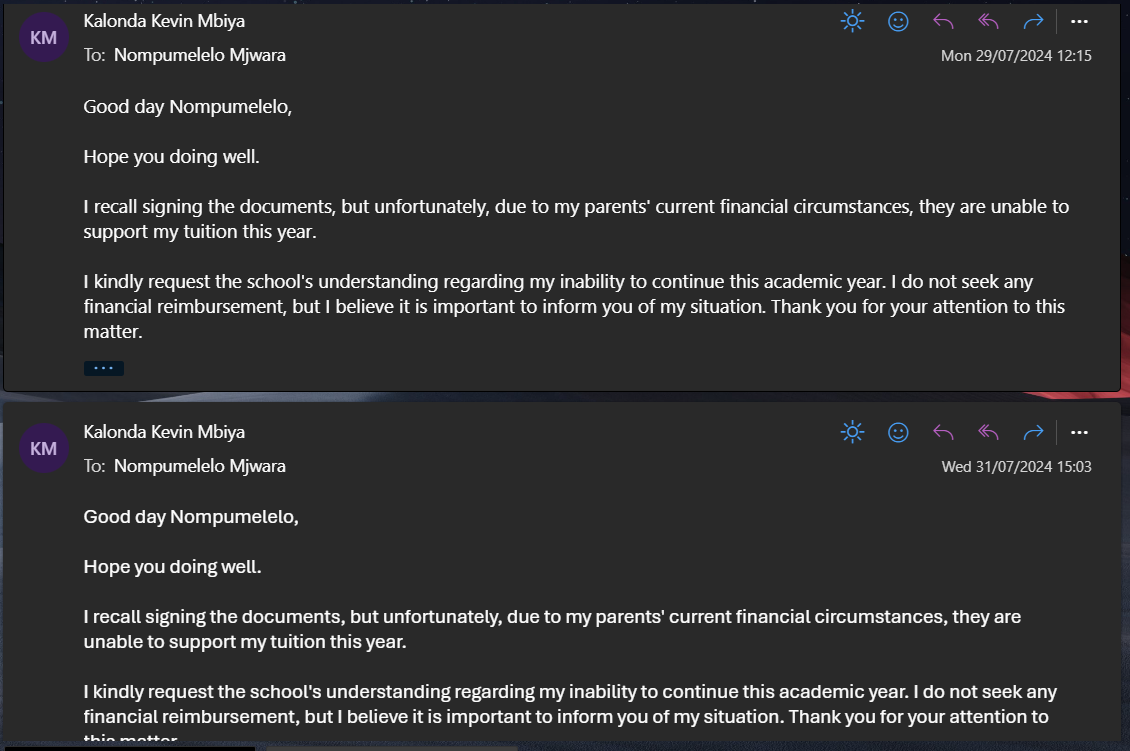 KM
Kalonda Kevin Mbiya
To: Nompumelelo Mjwara
Mon 29/07/2024 12:15
Good day Nompumelelo,
Hope you doing well.
I recall signing the documents, but unfortunately, due to my parents' current financial circumstances, they are unable to
support my tuition this year.
I kindly request the school's understanding regarding my inability to continue this academic year. I do not seek any
financial reimbursement, but I believe it is important to inform you of my situation. Thank you for your attention to this
matter.
KM
Kalonda Kevin Mbiya
To: Nompumelelo Mjwara
Wed 31/07/2024 15:03
Good day Nompumelelo,
Hope you doing well.
I recall signing the documents, but unfortunately, due to my parents' current financial circumstances, they are
unable to support my tuition this year.
I kindly request the school's understanding regarding my inability to continue this academic year. I do not seek any
financial reimbursement, but I believe it is important to inform you of my situation. Thank you for your attention to
this matter.